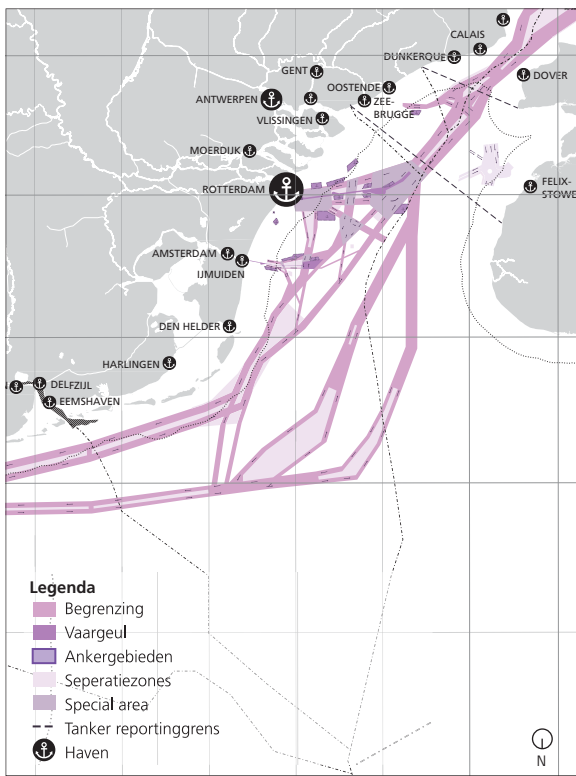 CALAIS
DUNKERQUE
DOVER
GENT
OOSTENDE
ANTWERPEN
ZEE-
BRUGGE
VLISSINGEN
MOERDIJK
ROTTERDAM
FELIX-
STOWE
AMSTERDAM
IJMUIDEN
DEN HELDER
HARLINGEN
DELFZIJL
EEMSHAVEN
Legenda
Begrenzing
Vaargeul
Ankergebieden
Seperatiezones
Special area
Tanker reportinggrens
Haven
N